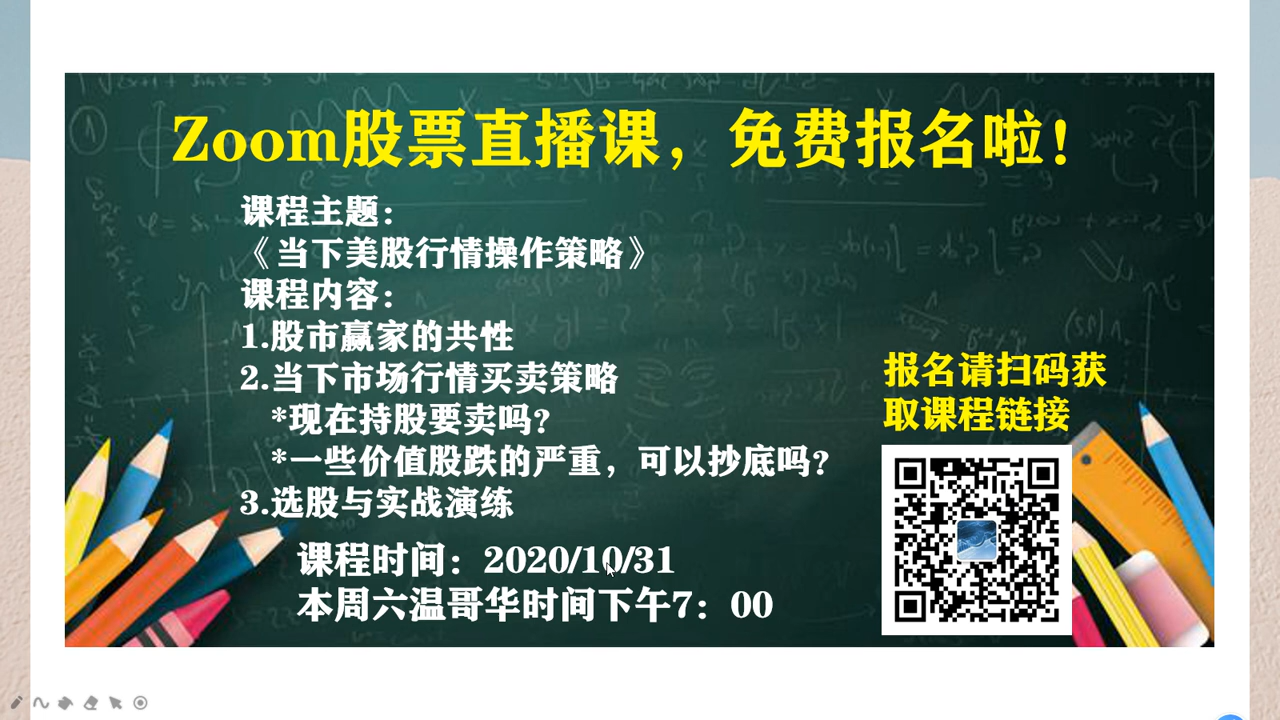 Zoom股票直播课，免费报名啦！
课程主题：
《当下美股行情操作策略》
课程内容：
1.股市赢家的共性
2.当下市场行情买卖策略
*现在持股要卖吗？
*一些价值股跌的严重，可以抄底吗？
3.选股与实战演练
课程时间：2020/10/31
本周六温哥华时间下午7：00
报名请扫码获
取课程链接